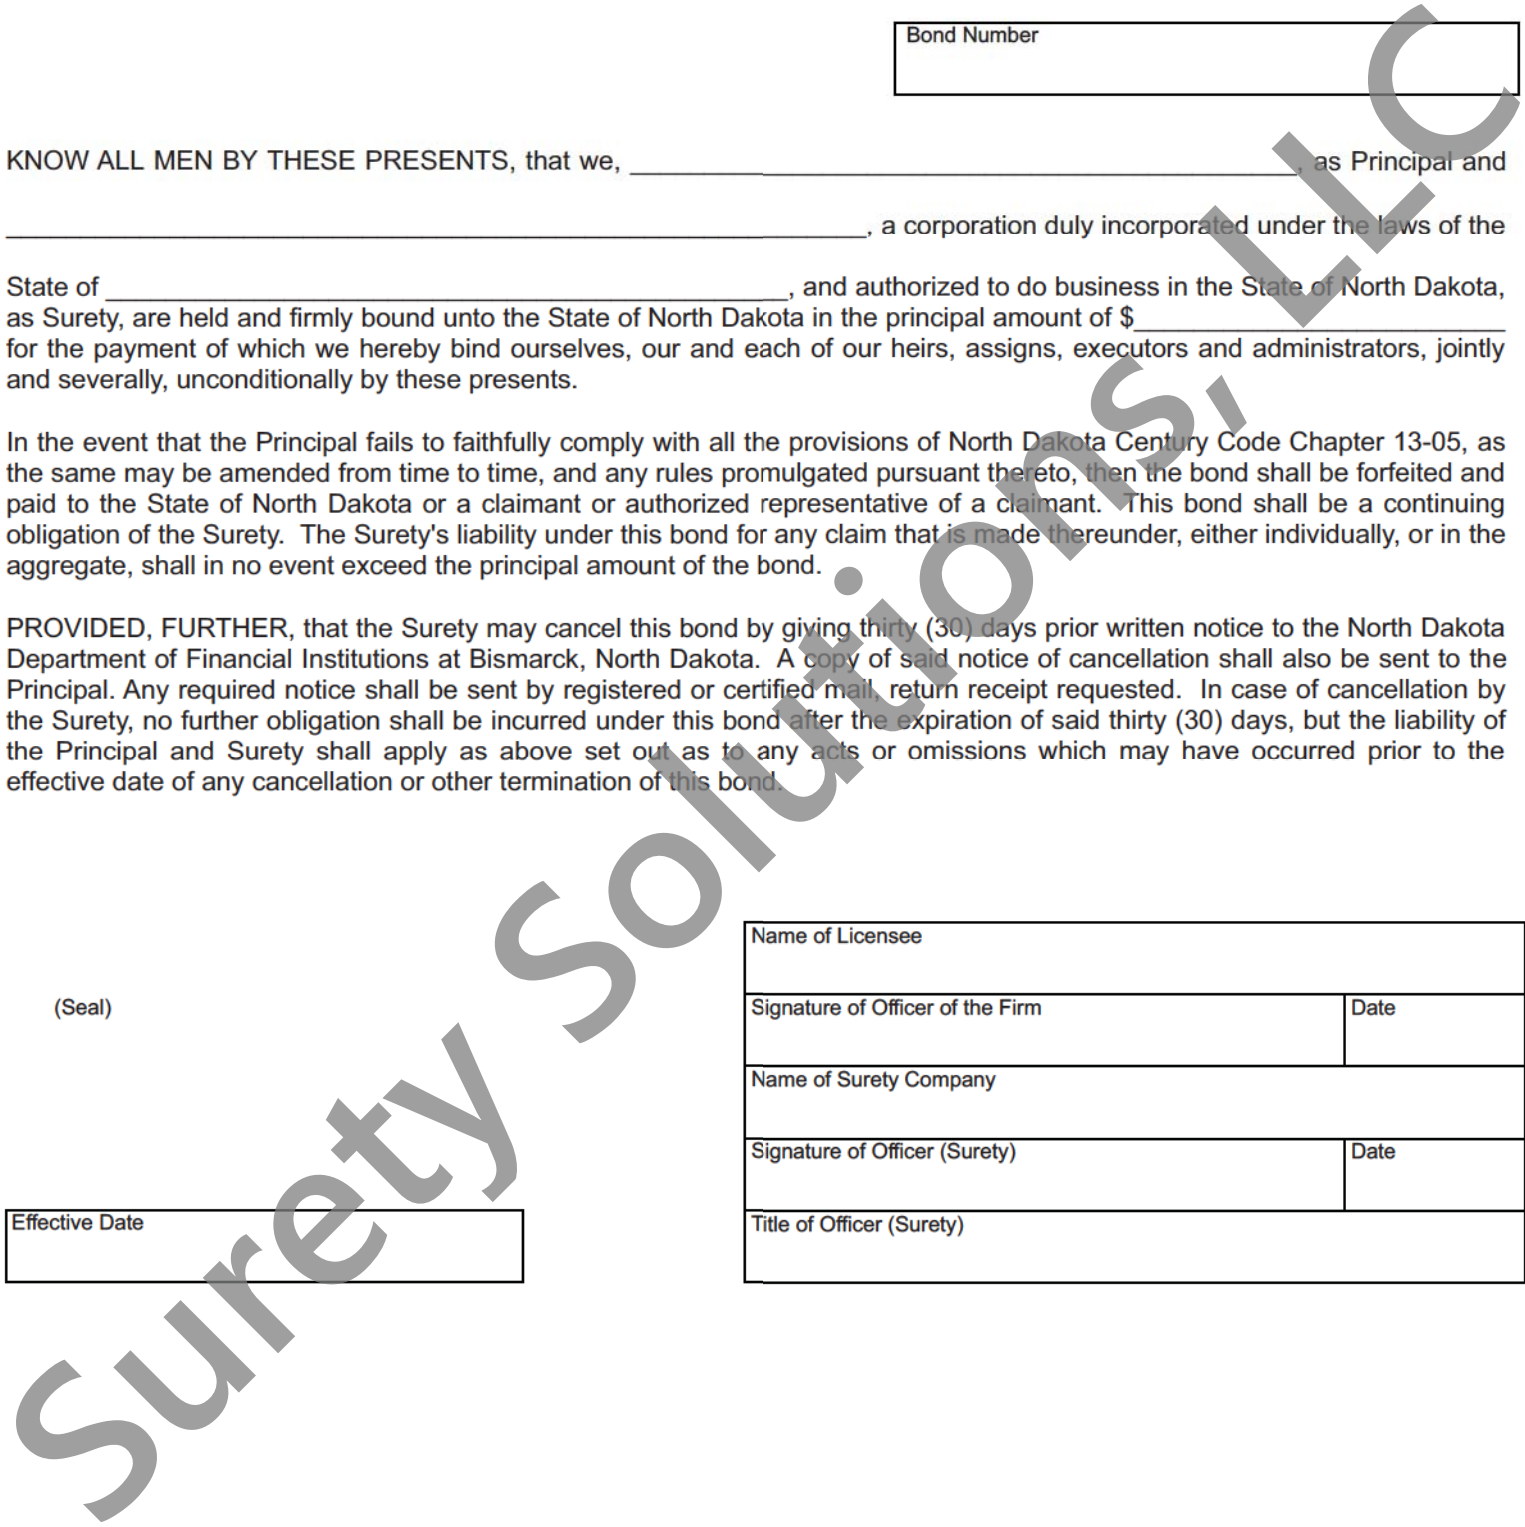 Bond Number
KNOW ALL MEN BY THESE PRESENTS, that we, ______________________________________________, as Principal and
___________________________________________________________, a corporation duly incorporated under the laws of the
State of _______________________________________________, and authorized to do business in the State of North Dakota,
as Surety, are held and firmly bound unto the State of North Dakota in the principal amount of $_________________________
for the payment of which we hereby bind ourselves, our and each of our heirs, assigns, executors and administrators, jointly
and severally, unconditionally by these presents.
In the event that the Principal fails to faithfully comply with all the provisions of North Dakota Century Code Chapter 13-05, as
the same may be amended from time to time, and any rules promulgated pursuant thereto, then the bond shall be forfeited and
paid to the State of North Dakota or a claimant or authorized representative of a claimant. This bond shall be a continuing
obligation of the Surety. The Surety's liability under this bond for any claim that is made thereunder, either individually, or in the
aggregate, shall in no event exceed the principal amount of the bond.
PROVIDED, FURTHER, that the Surety may cancel this bond by giving thirty (30) days prior written notice to the North Dakota
Department of Financial Institutions at Bismarck, North Dakota. A copy of said notice of cancellation shall also be sent to the
Principal. Any required notice shall be sent by registered or certified mail, return receipt requested. In case of cancellation by
the Surety, no further obligation shall be incurred under this bond after the expiration of said thirty (30) days, but the liability of
the Principal and Surety shall apply as above set out as to any acts or omissions which may have occurred prior to the
effective date of any cancellation or other termination of this bond.
Name of Licensee
(Seal)
Signature of Officer of the Firm Date
Name of Surety Company
Signature of Officer (Surety) Date
Effective Date
Title of Officer (Surety)
Surety Solutions, LLC